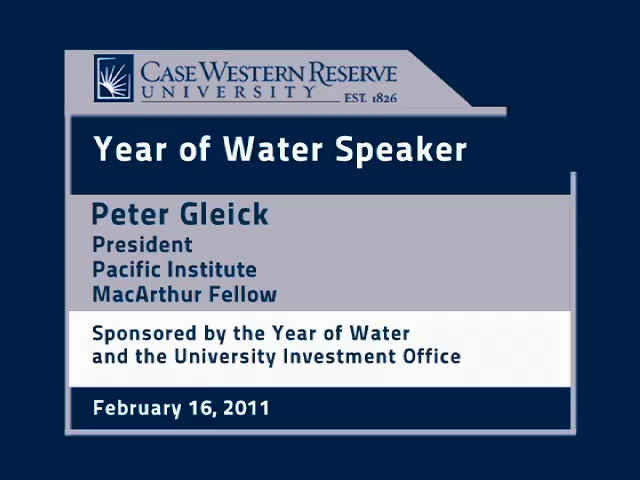 CASE WESTERN RESERVE
UNIVERSITY EST. 1826
Year of Water Speaker
Peter Gleick
President
Pacific Institute
MacArthur Fellow
Sponsored by the Year of Water
and the University Investment Office
February 16, 2011